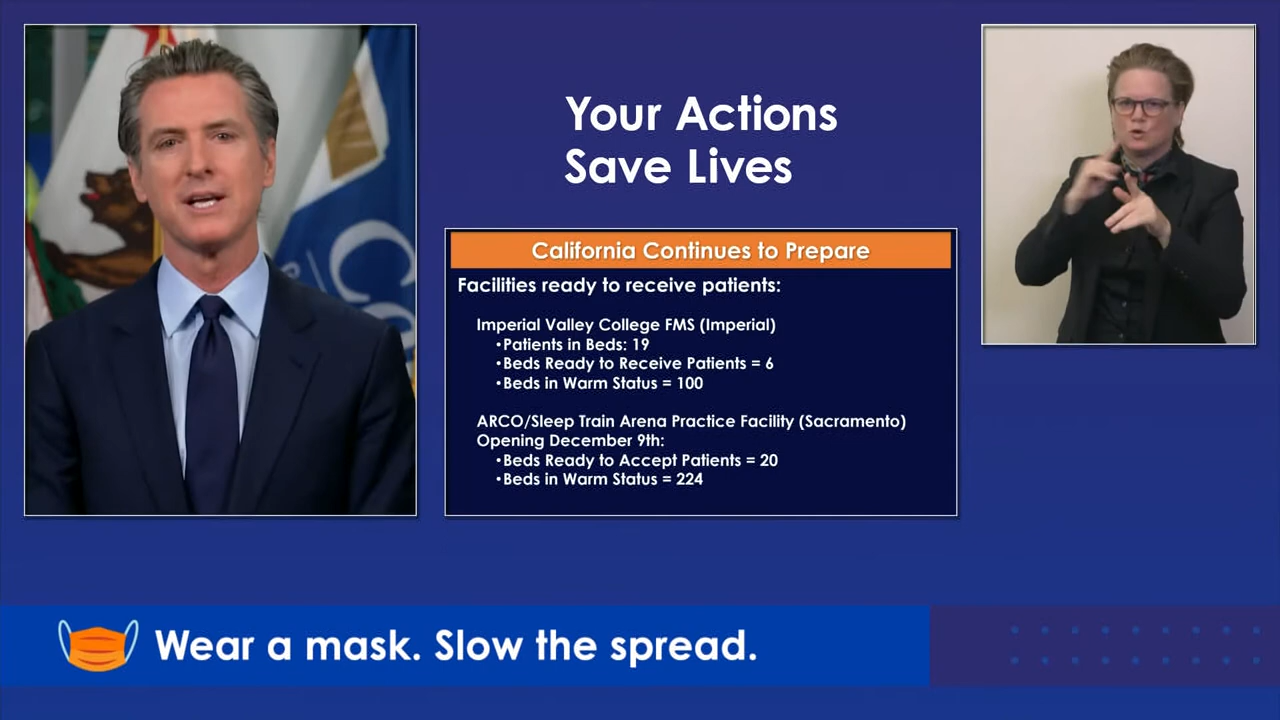 Your Actions
Save Lives
California Continues to Prepare
Facilities ready to receive patients:
Imperial Valley College FMS (Imperial)
•Patients in Beds: 19
•Beds Ready to Receive Patients = 6
•Beds in Warm Status = 100
ARCO/Sleep Train Arena Practice Facility (Sacramento)
Opening December 9th:
•Beds Ready to Accept Patients = 20
•Beds in Warm Status = 224
Wear a mask. Slow the spread.